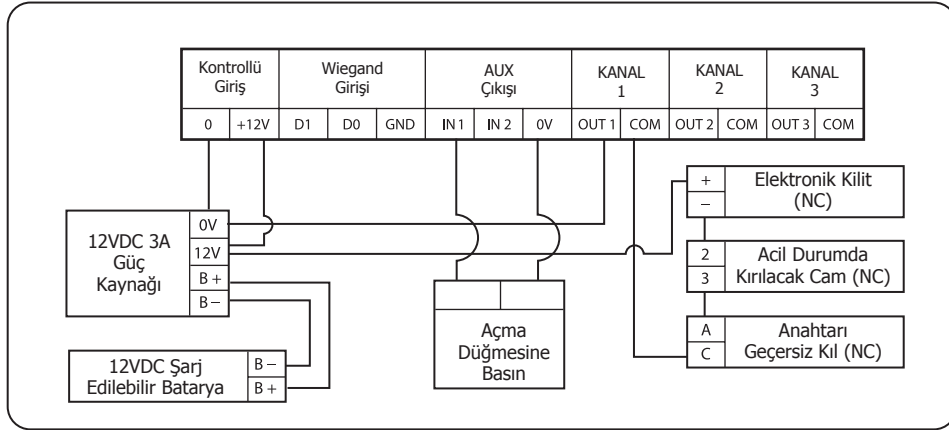 Kontrollü
Giriş
Wiegand
Girişi
AUX
Çıkışı
KANAL
1
KANAL
2
KANAL
3
0 +12V D1 D0 GND IN 1 IN 2 0V OUT 1 COM OUT 2 COM OUT 3 COM
12VDC 3A
Güç
Kaynağı
0V
12V
B +
B –
12VDC Şarj
Edilebilir Batarya
B –
B +
Açma
Düğmesine
Basın
+
–
Elektronik Kilit
(NC)
2
3
Acil Durumda
Kırılacak Cam (NC)
A
C
Anahtarı
Geçersiz Kıl (NC)